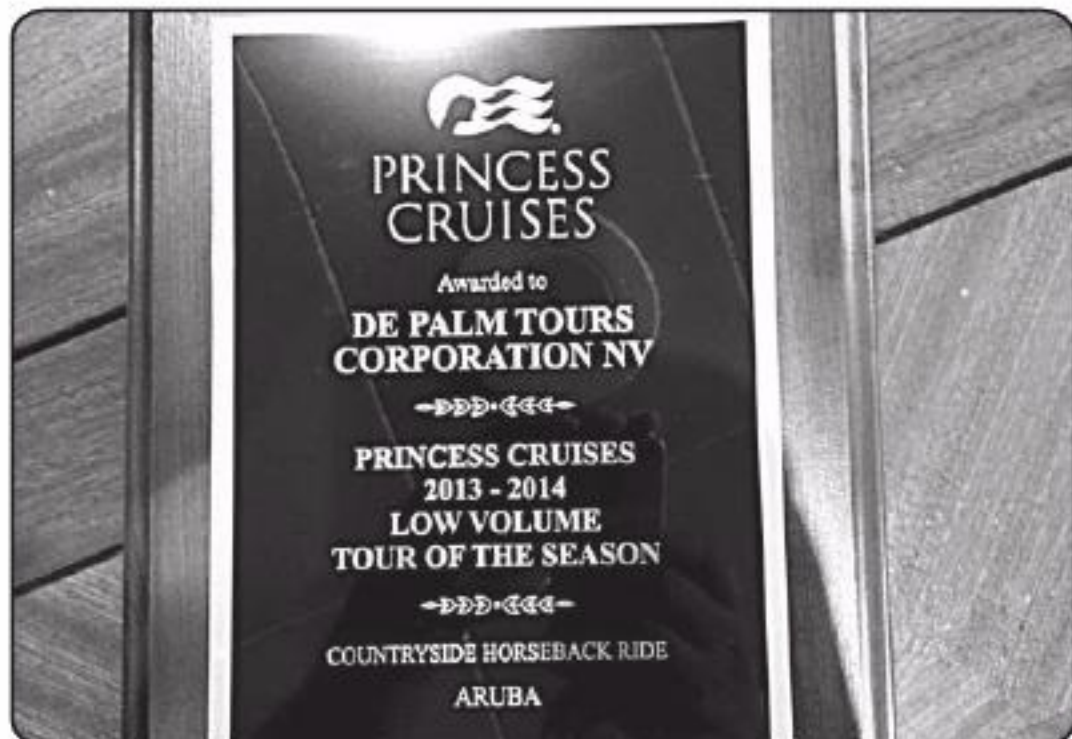 PRINCESS
CRUISES
Awarded to
DE PALM TOURS
CORPORATION NV
PRINCESS CRUISES
2013 - 2014
LOW VOLUME
TOUR OF THE SEASON
COUNTRYSIDE HORSEBACK RIDE
ARUBA